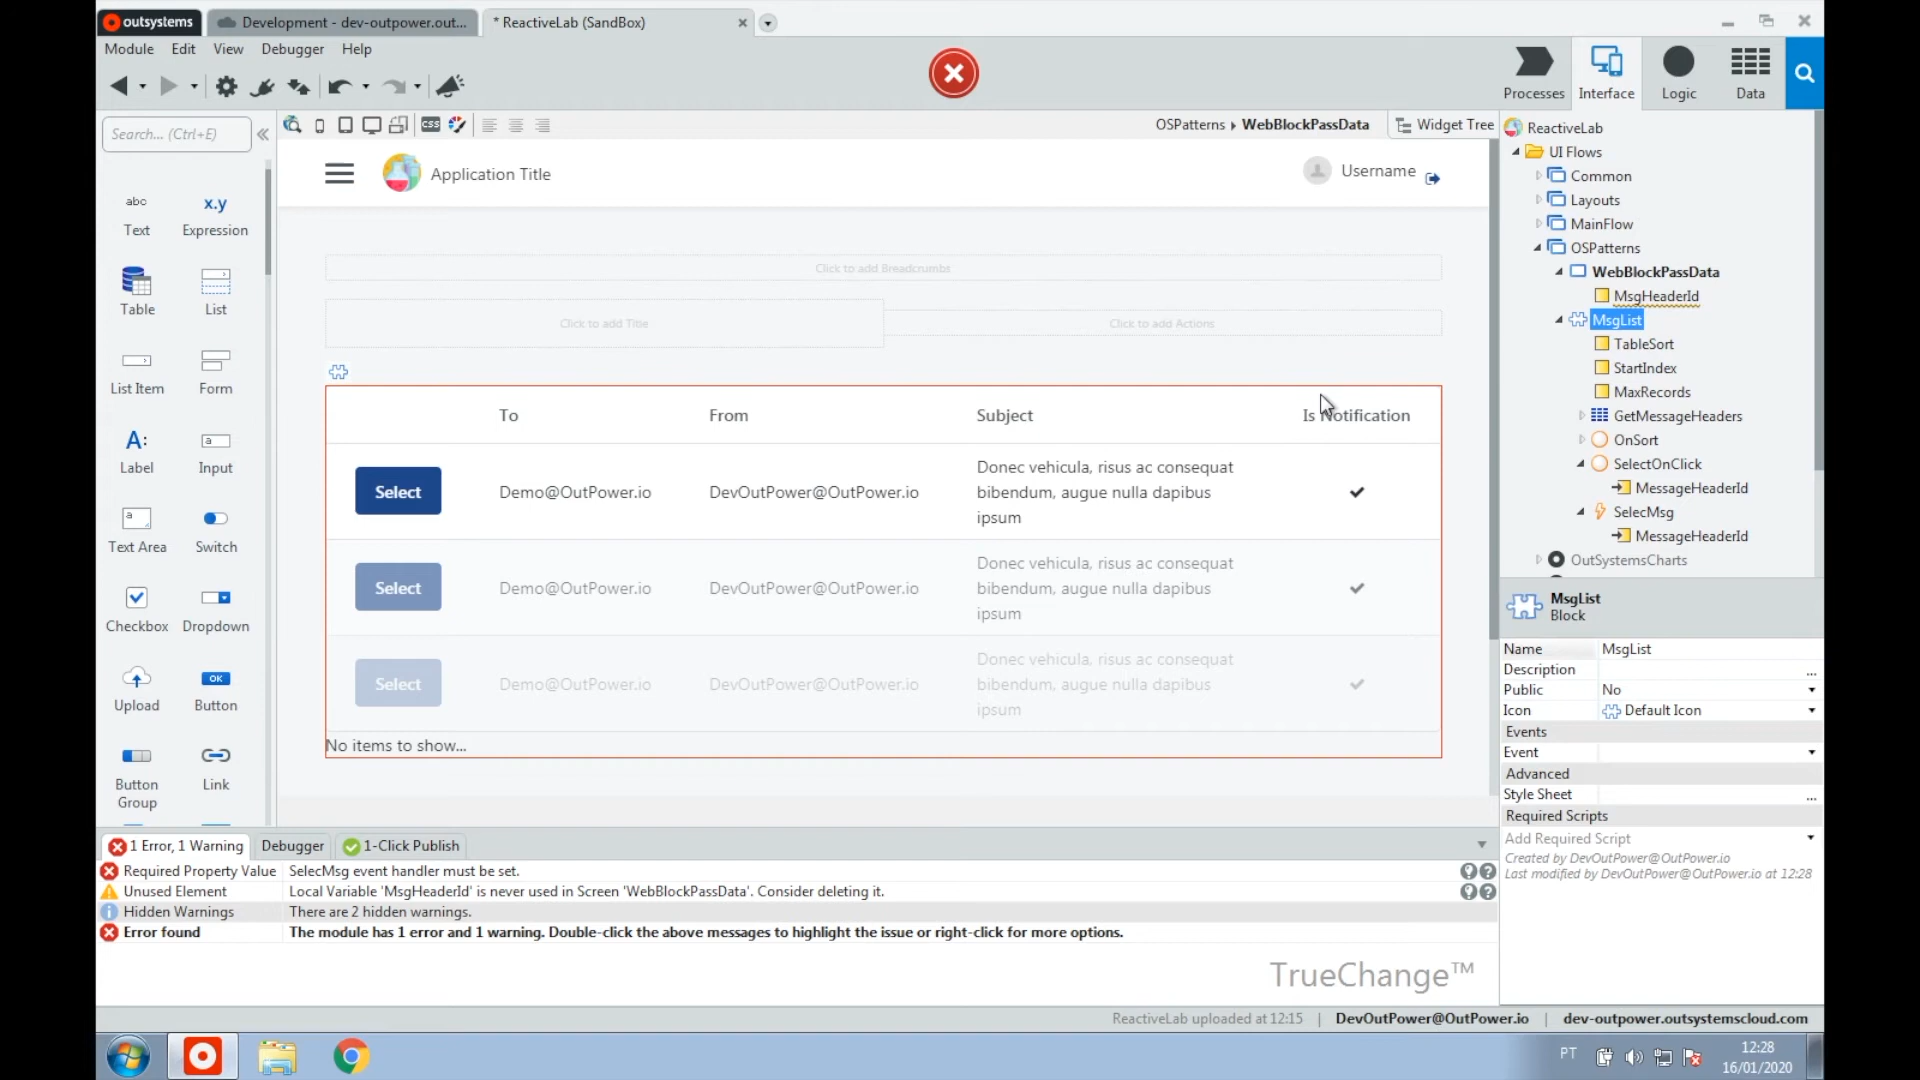 outsystems
Development - dev-outpower.out...
* ReactiveLab (SandBox)
Module Edit View Debugger Help
Processes Interface Logic Data
Search... (Ctrl+E)
CSS
OSPatterns WebBlockPassData
Widget Tree
abc x.y
Text Expression
Table List
List Item Form
A:
Label Input
a
Text Area Switch
Checkbox Dropdown
OK
Upload Button
Button Group Link
Application Title
Username
Click to add Breadcrumbs
Click to add Title
Click to add Actions
To From Subject Is Notification
Select Demo@OutPower.io DevOutPower@OutPower.io Donec vehicula, risus ac consequat
bibendum, augue nulla dapibus
ipsum
Select Demo@OutPower.io DevOutPower@OutPower.io Donec vehicula, risus ac consequat
bibendum, augue nulla dapibus
ipsum
Select Demo@OutPower.io DevOutPower@OutPower.io Donec vehicula, risus ac consequat
bibendum, augue nulla dapibus
ipsum
No items to show...
ReactiveLab
UI Flows
Common
Layouts
MainFlow
OSPatterns
WebBlockPassData
MsgHeaderId
MsgList
TableSort
StartIndex
MaxRecords
GetMessageHeaders
OnSort
SelectOnClick
MessageHeaderId
SelecMsg
MessageHeaderId
OutSystemsCharts
MsgList
Block
Name MsgList
Description ...
Public No
Icon Default Icon
Events
Event
Advanced
Style Sheet ...
Required Scripts
Add Required Script
Created by DevOutPower@OutPower.io
Last modified by DevOutPower@OutPower.io at 12:28
1 Error, 1 Warning Debugger 1-Click Publish
Required Property Value SelecMsg event handler must be set.
Unused Element Local Variable 'MsgHeaderId' is never used in Screen 'WebBlockPassData'. Consider deleting it.
Hidden Warnings There are 2 hidden warnings.
Error found The module has 1 error and 1 warning. Double-click the above messages to highlight the issue or right-click for more options.
TrueChange™
ReactiveLab uploaded at 12:15 | DevOutPower@OutPower.io | dev-outpower.outsystemscloud.com
PT
12:28
16/01/2020